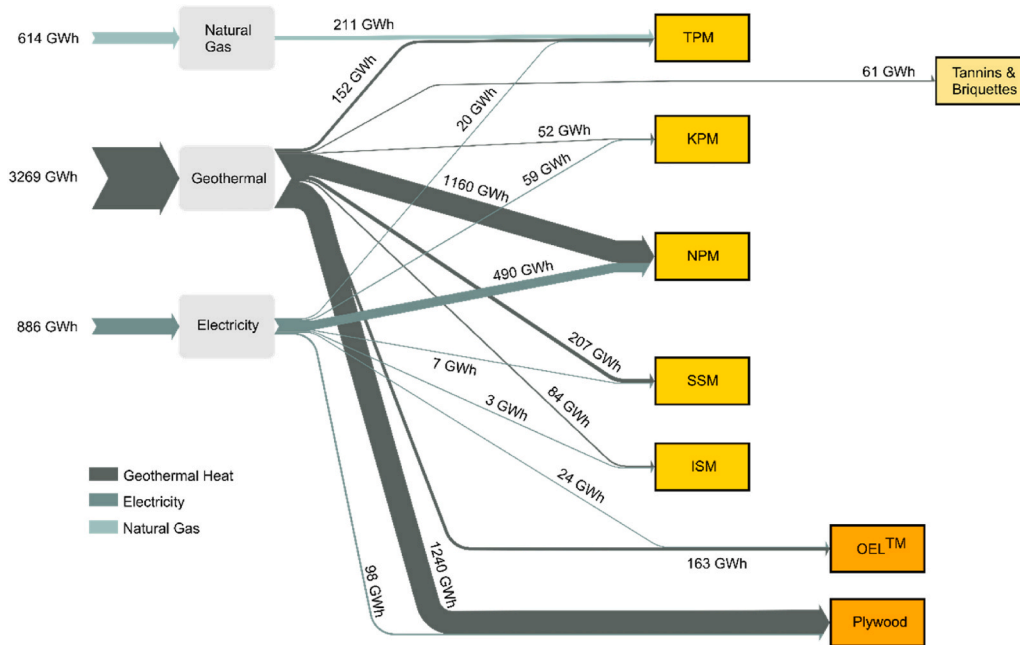 614 GWh
Natural
Gas
211 GWh
TPM
152 GWh
20 GWh
61 GWh
Tannins &
Briquettes
52 GWh
KPM
59 GWh
3269 GWh
Geothermal
1160 GWh
NPM
490 GWh
886 GWh
Electricity
207 GWh
SSM
7 GWh
84 GWh
3 GWh
ISM
24 GWh
Geothermal Heat
Electricity
Natural Gas
163 GWh
OEL™
98 GWh
1240 GWh
Plywood